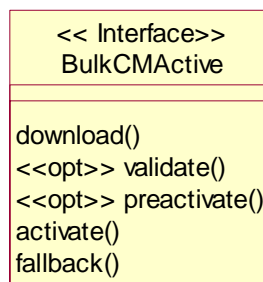 << Interface>>
BulkCMActive
download()
<<opt>> validate()
<<opt>> preactivate()
activate()
fallback()